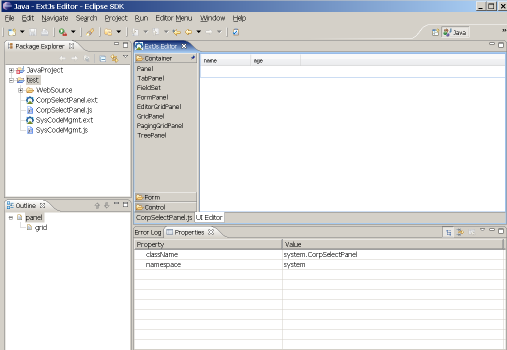 Java - ExtJs Editor - Eclipse SDK
File Edit Navigate Search Project Run Editor Menu Window Help
Java
Package Explorer
JavaProject
test
WebSource
CorpSelectPanel.ext
CorpSelectPanel.js
SysCodeMgmt.ext
SysCodeMgmt.js
ExtJs Editor
Container
Panel
TabPanel
FieldSet
FormPanel
EditorGridPanel
GridPanel
PagingGridPanel
TreePanel
Form
Control
name age
CorpSelectPanel.js UI Editor
Outline
panel
grid
Error Log Properties
Property Value
className system.CorpSelectPanel
namespace system